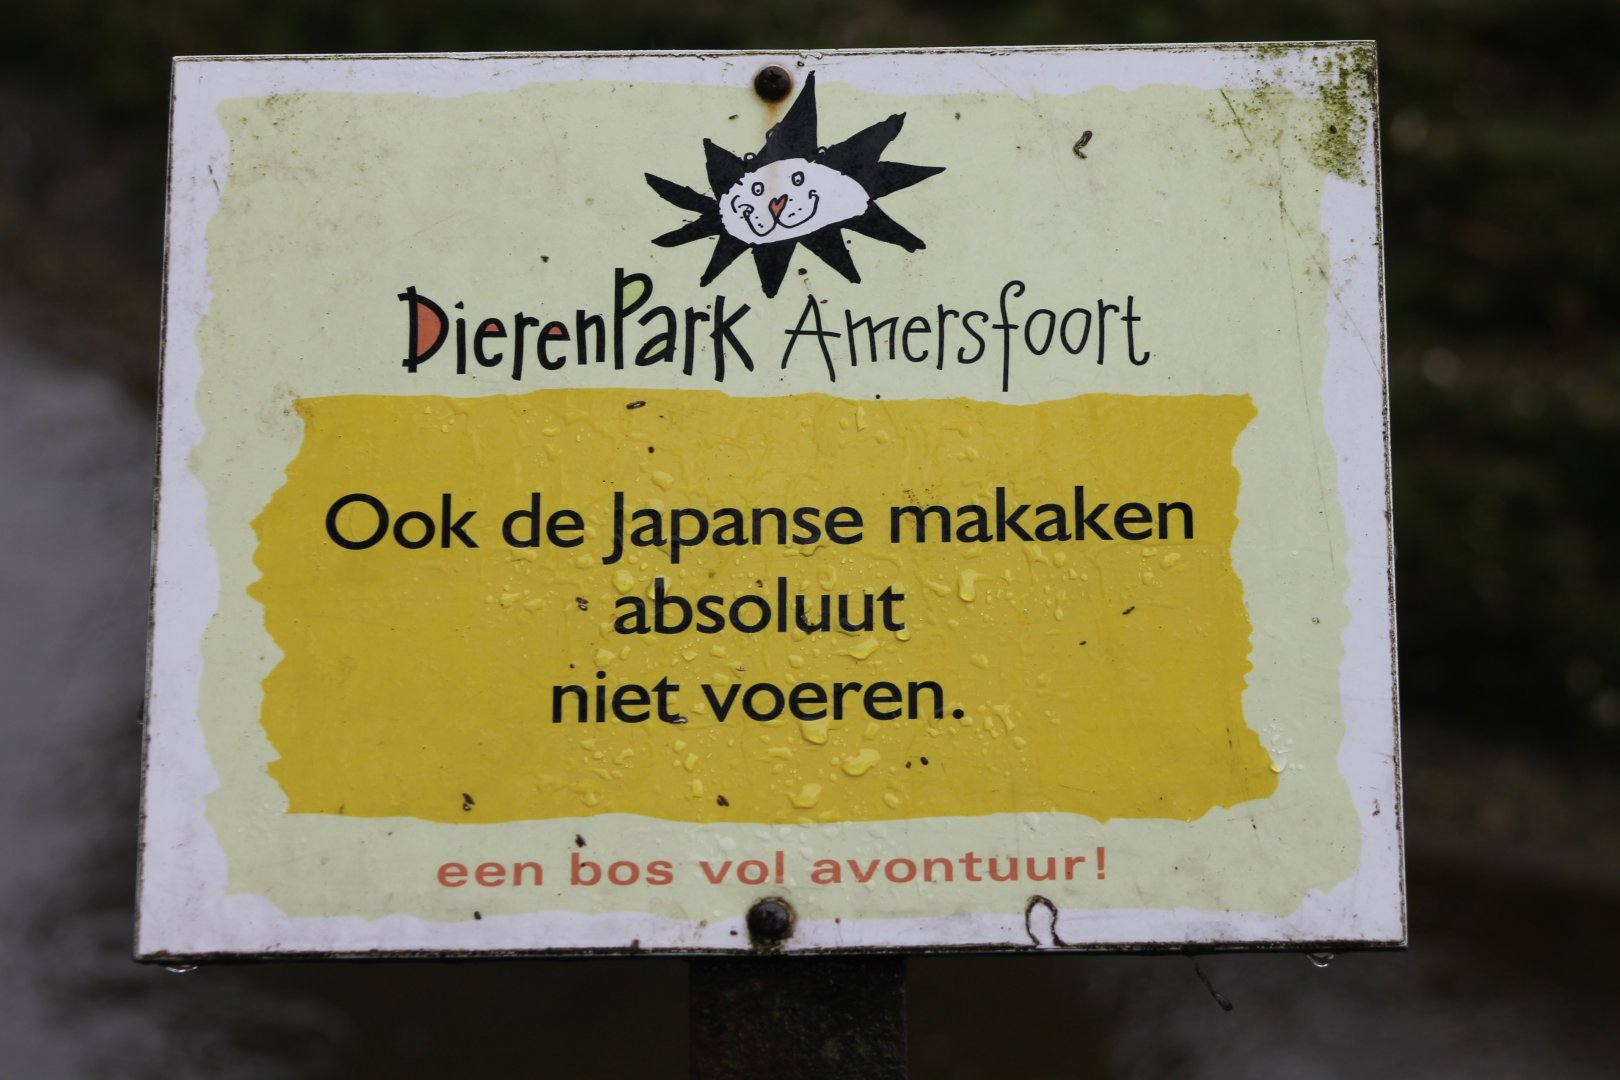 DierenPark Amersfoort
Ook de Japanse makaken
absoluut
niet voeren.
een bos vol avontuur!